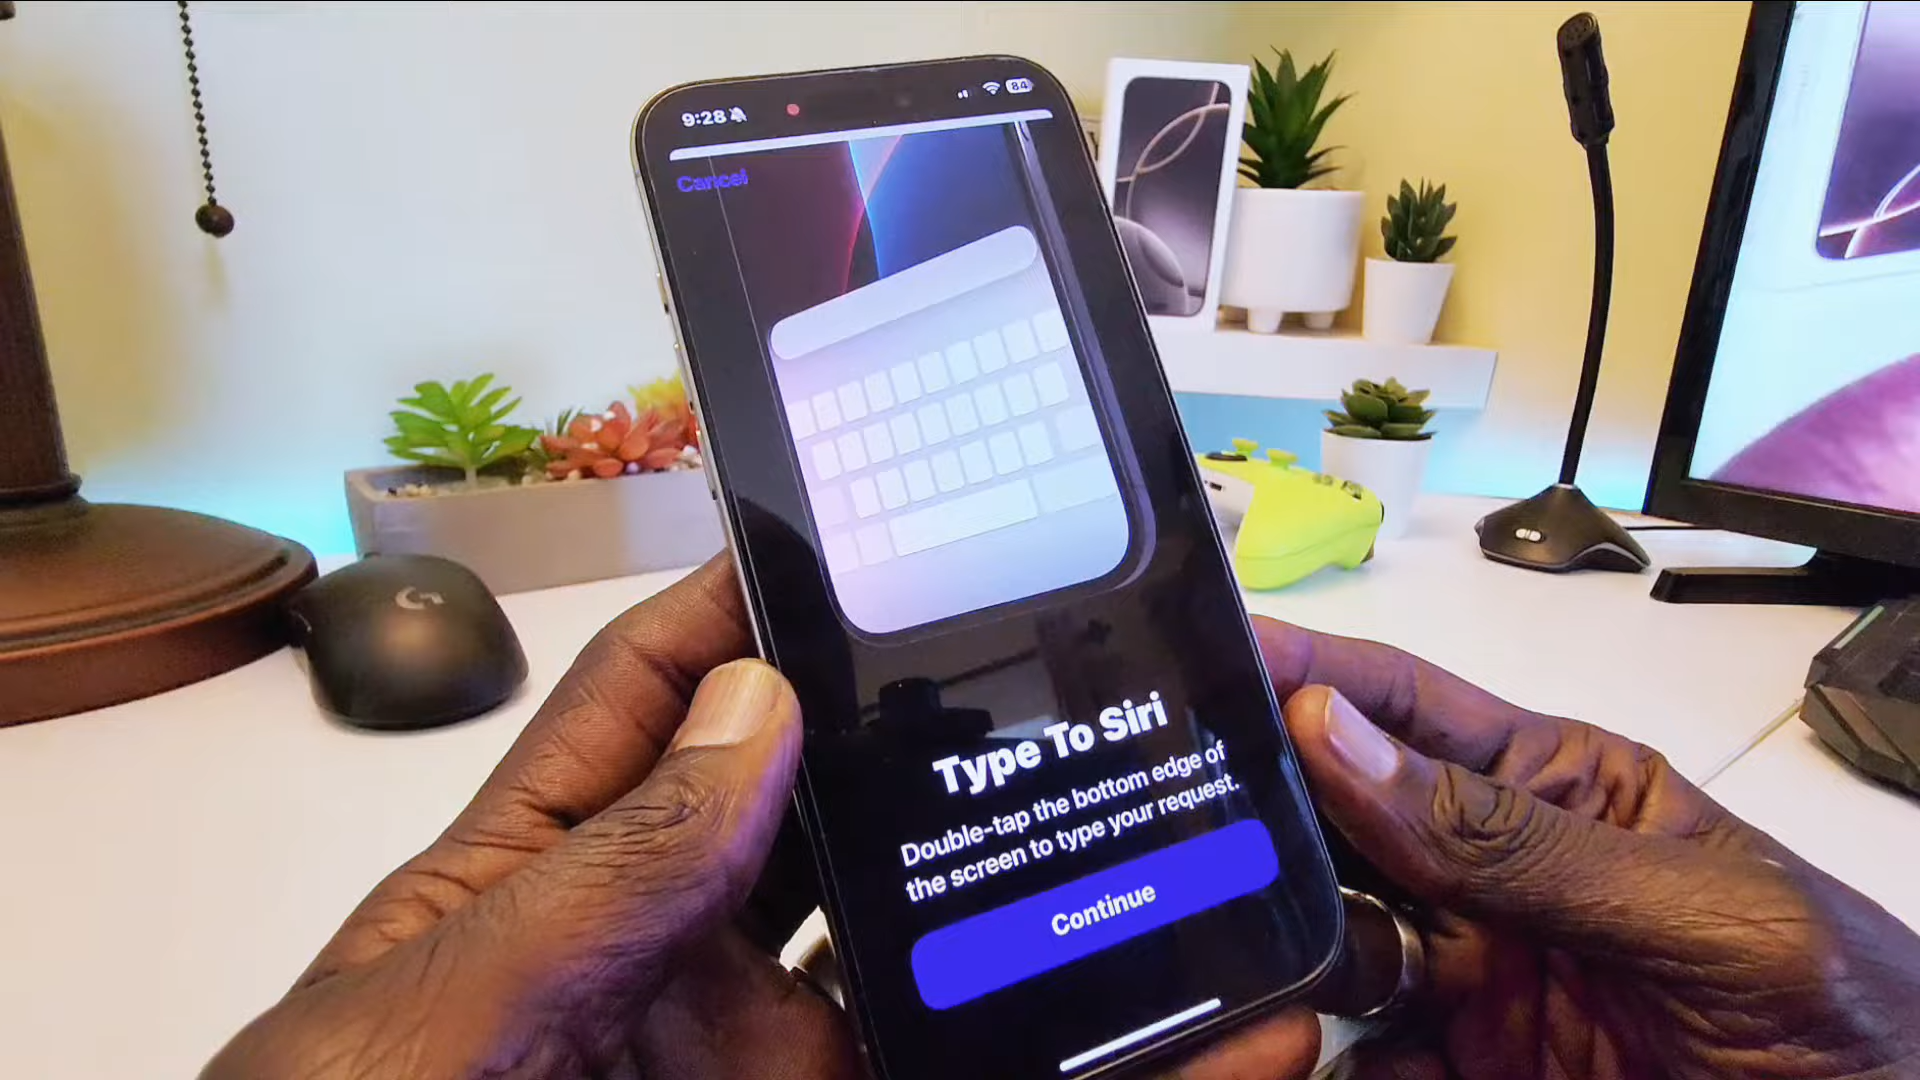 9:28
84
Cancel
Type To Siri
Double-tap the bottom edge of
the screen to type your request.
Continue
G